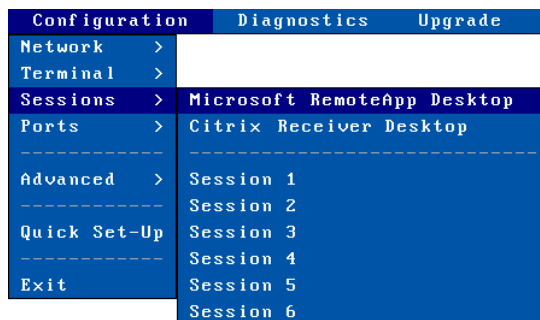 Configuration Diagnostics Upgrade
Network >
Terminal >
Sessions > Microsoft RemoteApp Desktop
Ports > Citrix Receiver Desktop
Advanced > Session 1
Session 2
Quick Set-Up Session 3
Session 4
Exit Session 5
Session 6